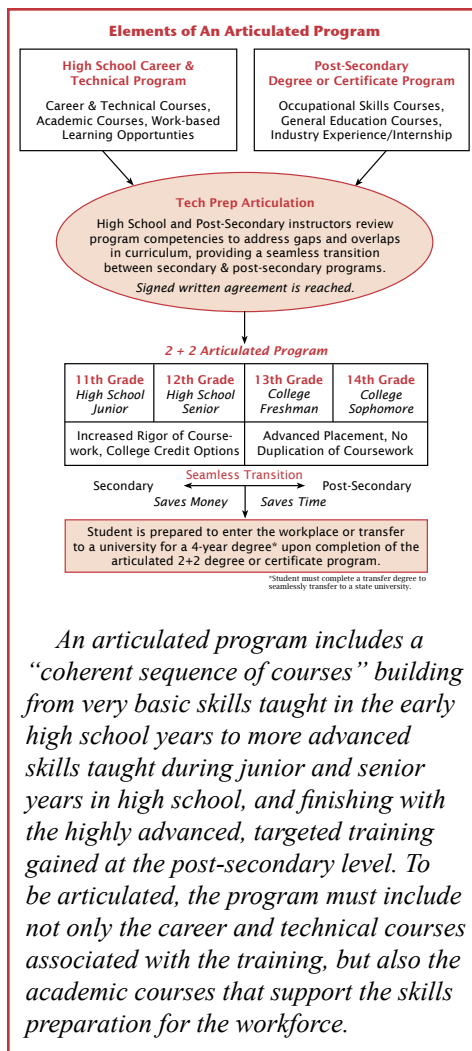 Elements of An Articulated Program
High School Career &
Technical Program
Career & Technical Courses,
Academic Courses, Work-based
Learning Opportunties
Post-Secondary
Degree or Certificate Program
Occupational Skills Courses,
General Education Courses,
Industry Experience/Internship
Tech Prep Articulation
High School and Post-Secondary instructors review
program competencies to address gaps and overlaps
in curriculum, providing a seamless transition
between secondary & post-secondary programs.
Signed written agreement is reached.
2 + 2 Articulated Program
11th Grade
High School
Junior
12th Grade
High School
Senior
13th Grade
College
Freshman
14th Grade
College
Sophomore
Increased Rigor of Course-
work, College Credit Options
Advanced Placement, No
Duplication of Coursework
Seamless Transition
Secondary
Post-Secondary
Saves Money
Saves Time
Student is prepared to enter the workplace or transfer
to a university for a 4-year degree* upon completion of the
articulated 2+2 degree or certificate program.
*Student must complete a transfer degree to
seamlessly transfer to a state university.
An articulated program includes a
“coherent sequence of courses” building
from very basic skills taught in the early
high school years to more advanced
skills taught during junior and senior
years in high school, and finishing with
the highly advanced, targeted training
gained at the post-secondary level. To
be articulated, the program must include
not only the career and technical courses
associated with the training, but also the
academic courses that support the skills
preparation for the workforce.